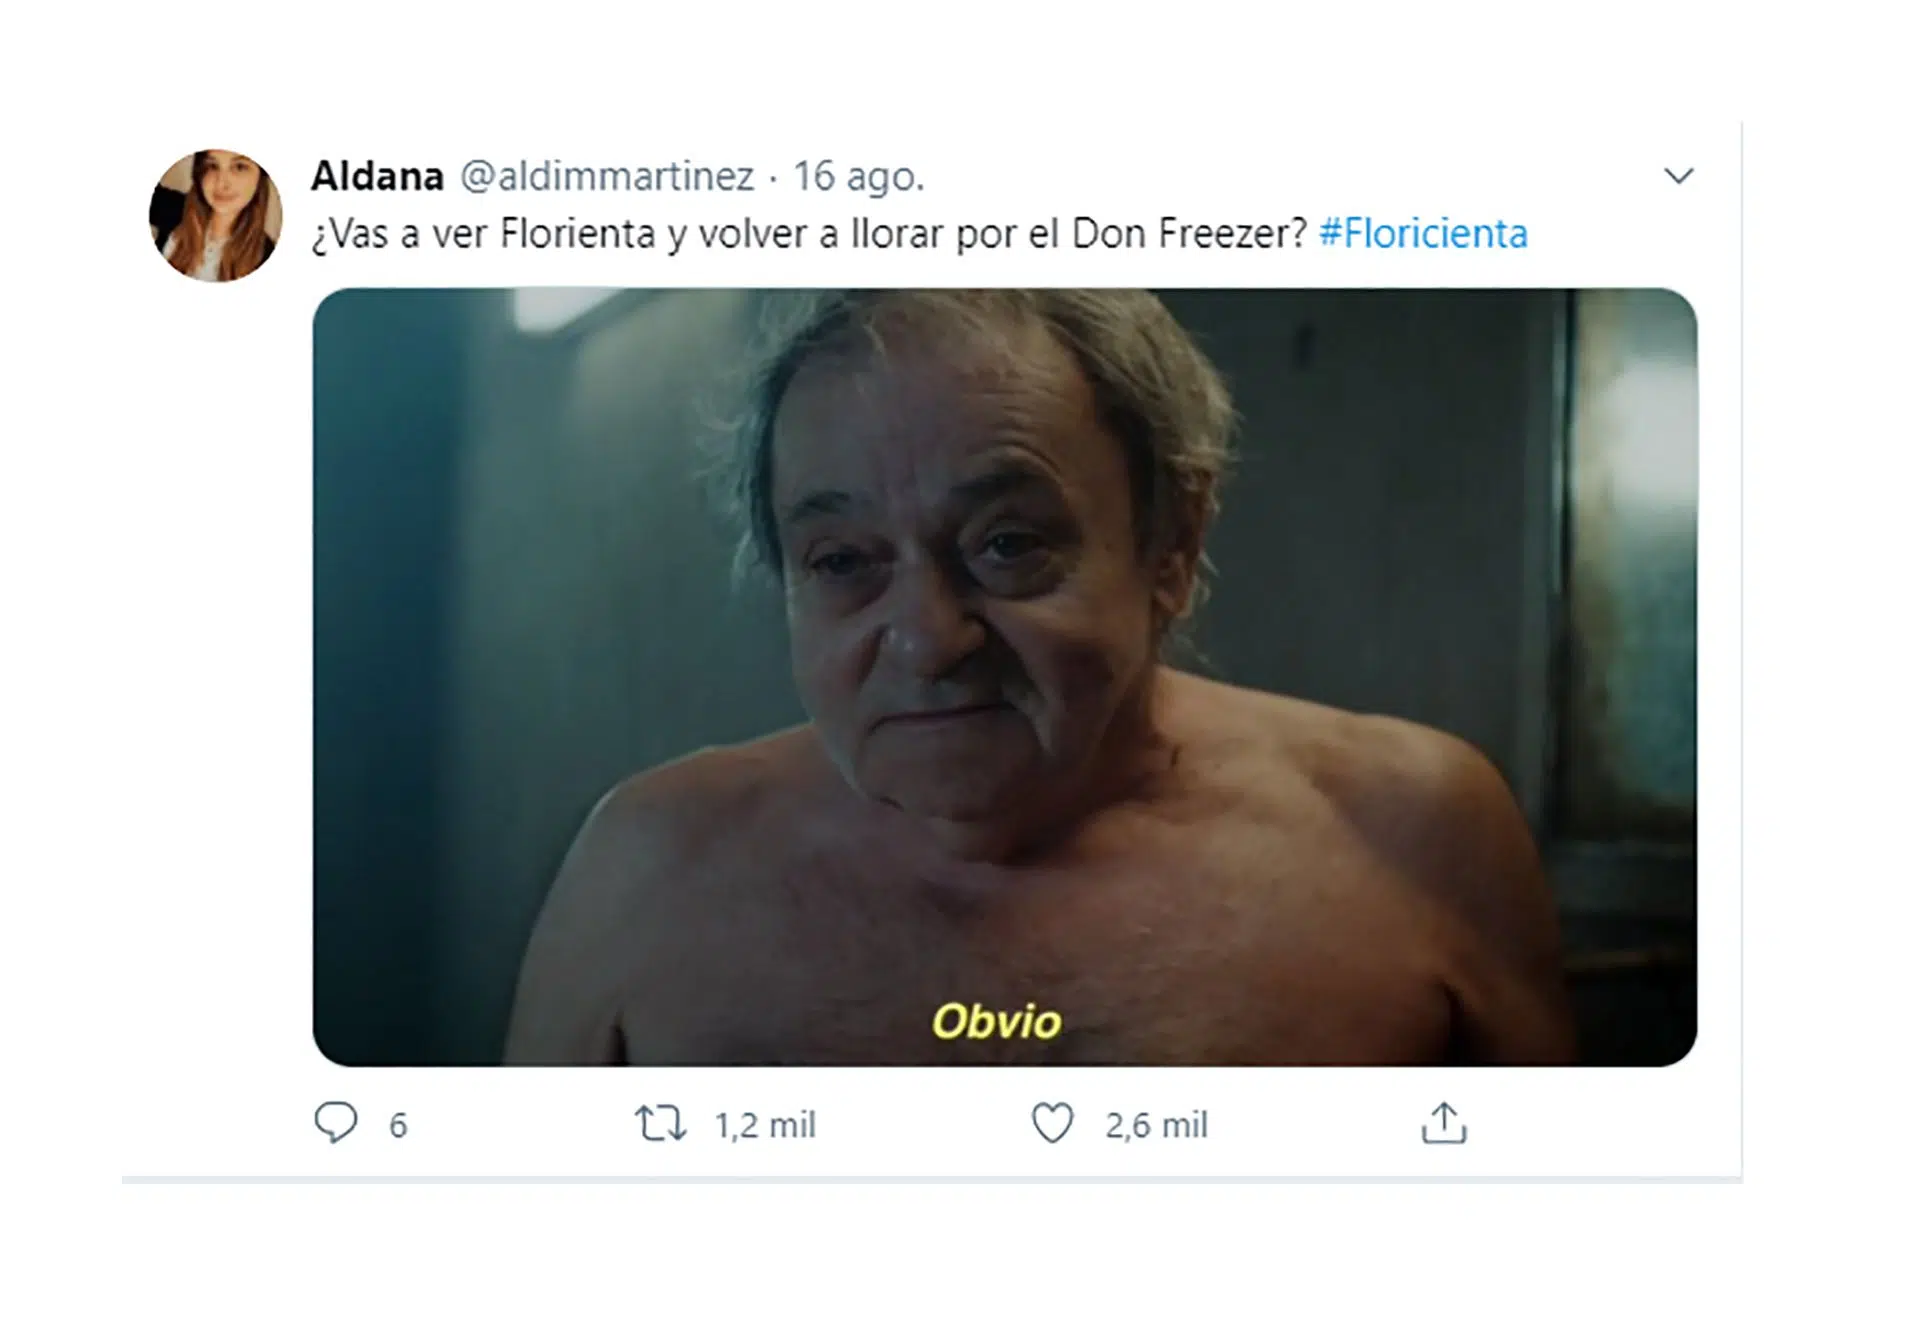 Aldana @aldimmartinez · 16 ago.
¿Vas a ver Florienta y volver a llorar por el Don Freezer? #Floricienta
Obvio
6 1,2 mil 2,6 mil